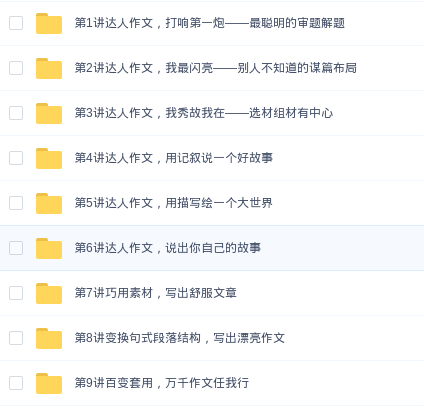 第1讲达人作文，打响第一炮——最聪明的审题解题
第2讲达人作文，我最闪亮——别人不知道的谋篇布局
第3讲达人作文，我秀故我在——选材组材有中心
第4讲达人作文，用记叙说一个好故事
第5讲达人作文，用描写绘一个大世界
第6讲达人作文，说出你自己的故事
第7讲巧用素材，写出舒服文章
第8讲变换句式段落结构，写出漂亮作文
第9讲百变套用，万千作文任我行